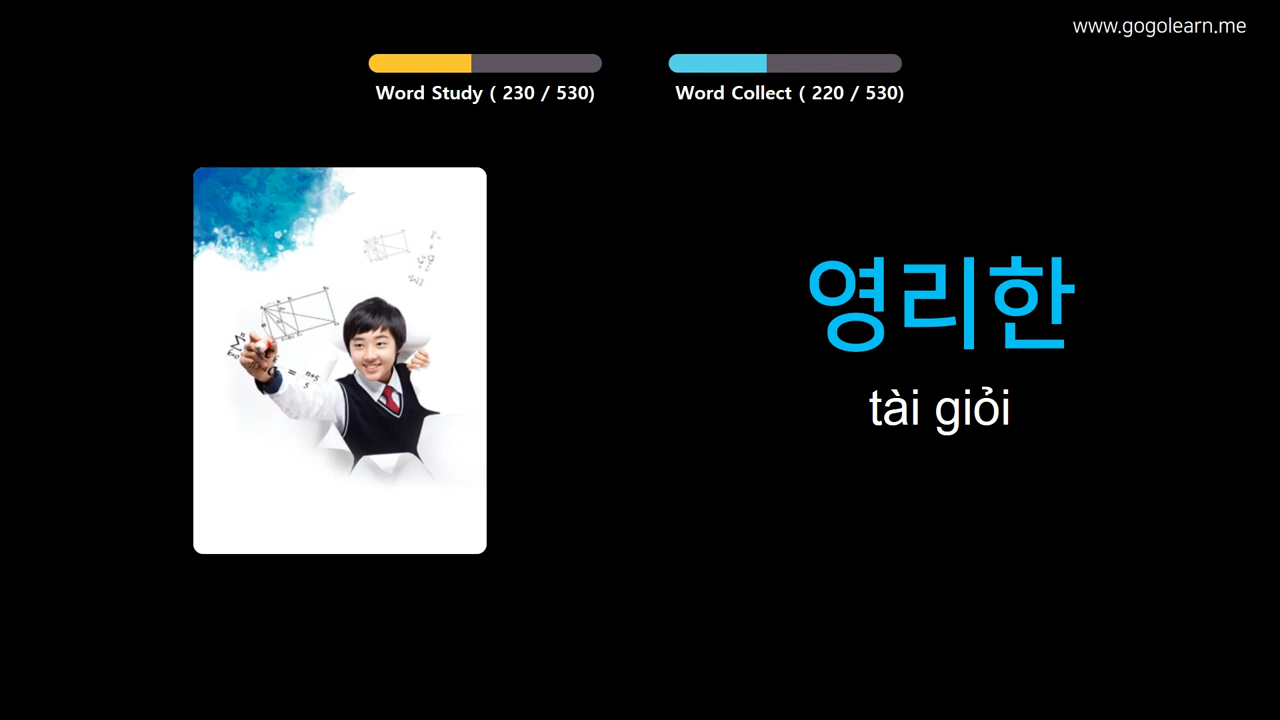 www.gogolearn.me
Word Study ( 230 / 530)
Word Collect ( 220 / 530)
영리한
tài giỏi